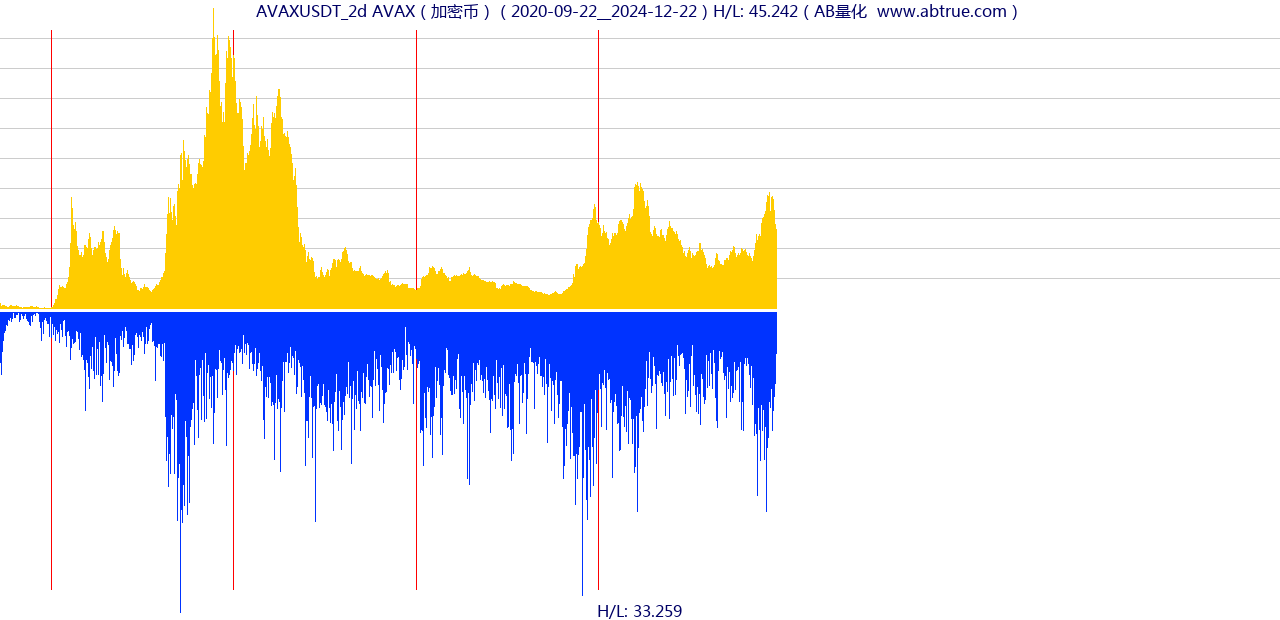 AVAXUSDT_2d AVAX（加密币）（2020-09-22__2024-12-22）H/L: 45.242（AB量化  www.abtrue.com）
H/L: 33.259